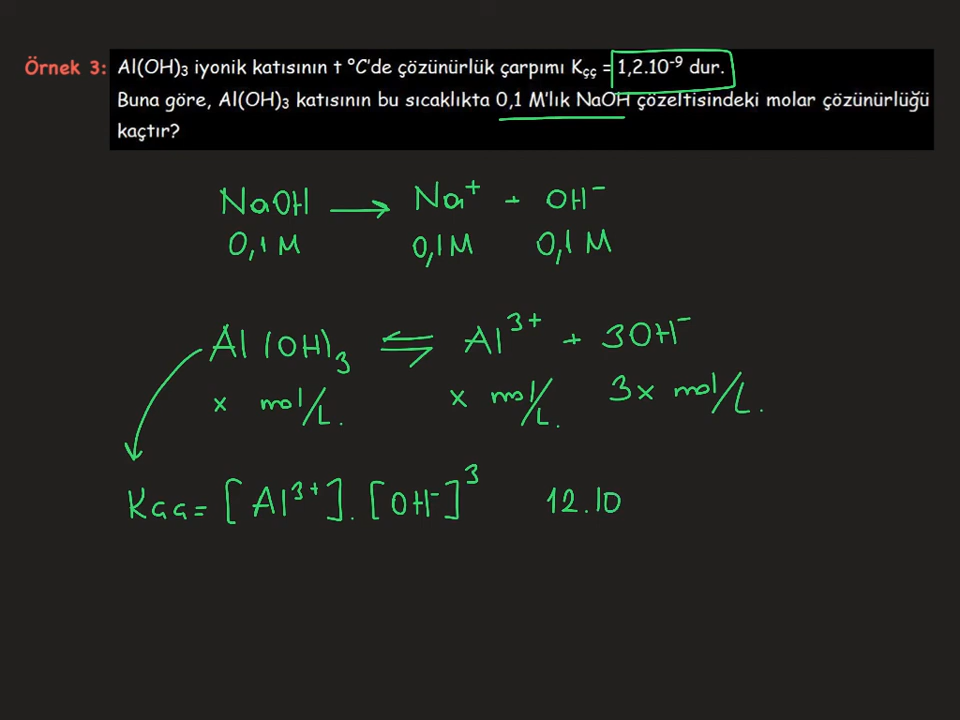 Örnek 3: Al(OH)₃ iyonik katısının t °C'de çözünürlük çarpımı Kçç = 1,2.10⁻⁹ dur.
Buna göre, Al(OH)₃ katısının bu sıcaklıkta 0,1 M'lık NaOH çözeltisindeki molar çözünürlüğü
kaçtır?
NaOH ⟶ Na⁺ + OH⁻
0,1 M 0,1 M 0,1 M
Al(OH)₃ ⇌ Al³⁺ + 3OH⁻
x mol/L. x mol/L. 3x mol/L.
Kçç = [Al³⁺].[OH⁻]³ 12.10